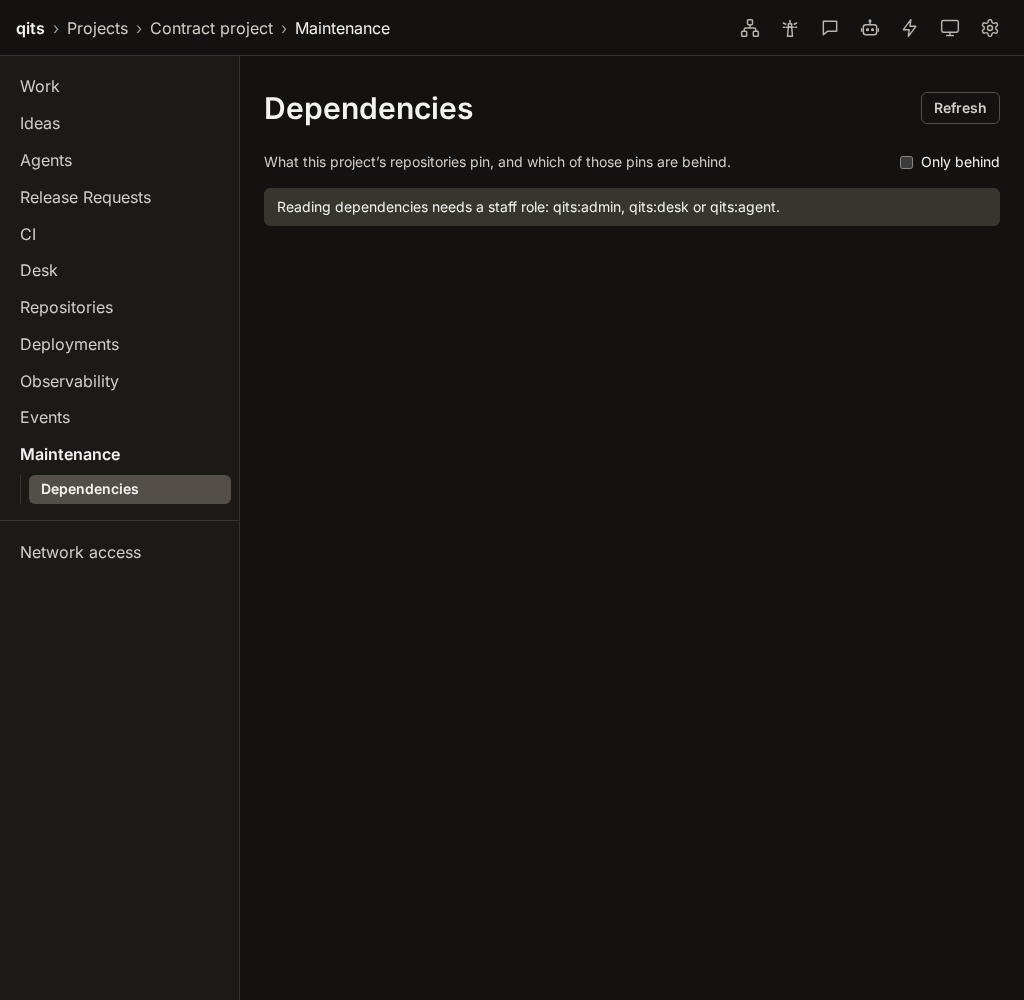 qits › Projects › Contract project › Maintenance
Work
Ideas
Agents
Release Requests
CI
Desk
Repositories
Deployments
Observability
Events
Maintenance
Dependencies
Network access
Dependencies
Refresh
What this project’s repositories pin, and which of those pins are behind.
Only behind
Reading dependencies needs a staff role: qits:admin, qits:desk or qits:agent.